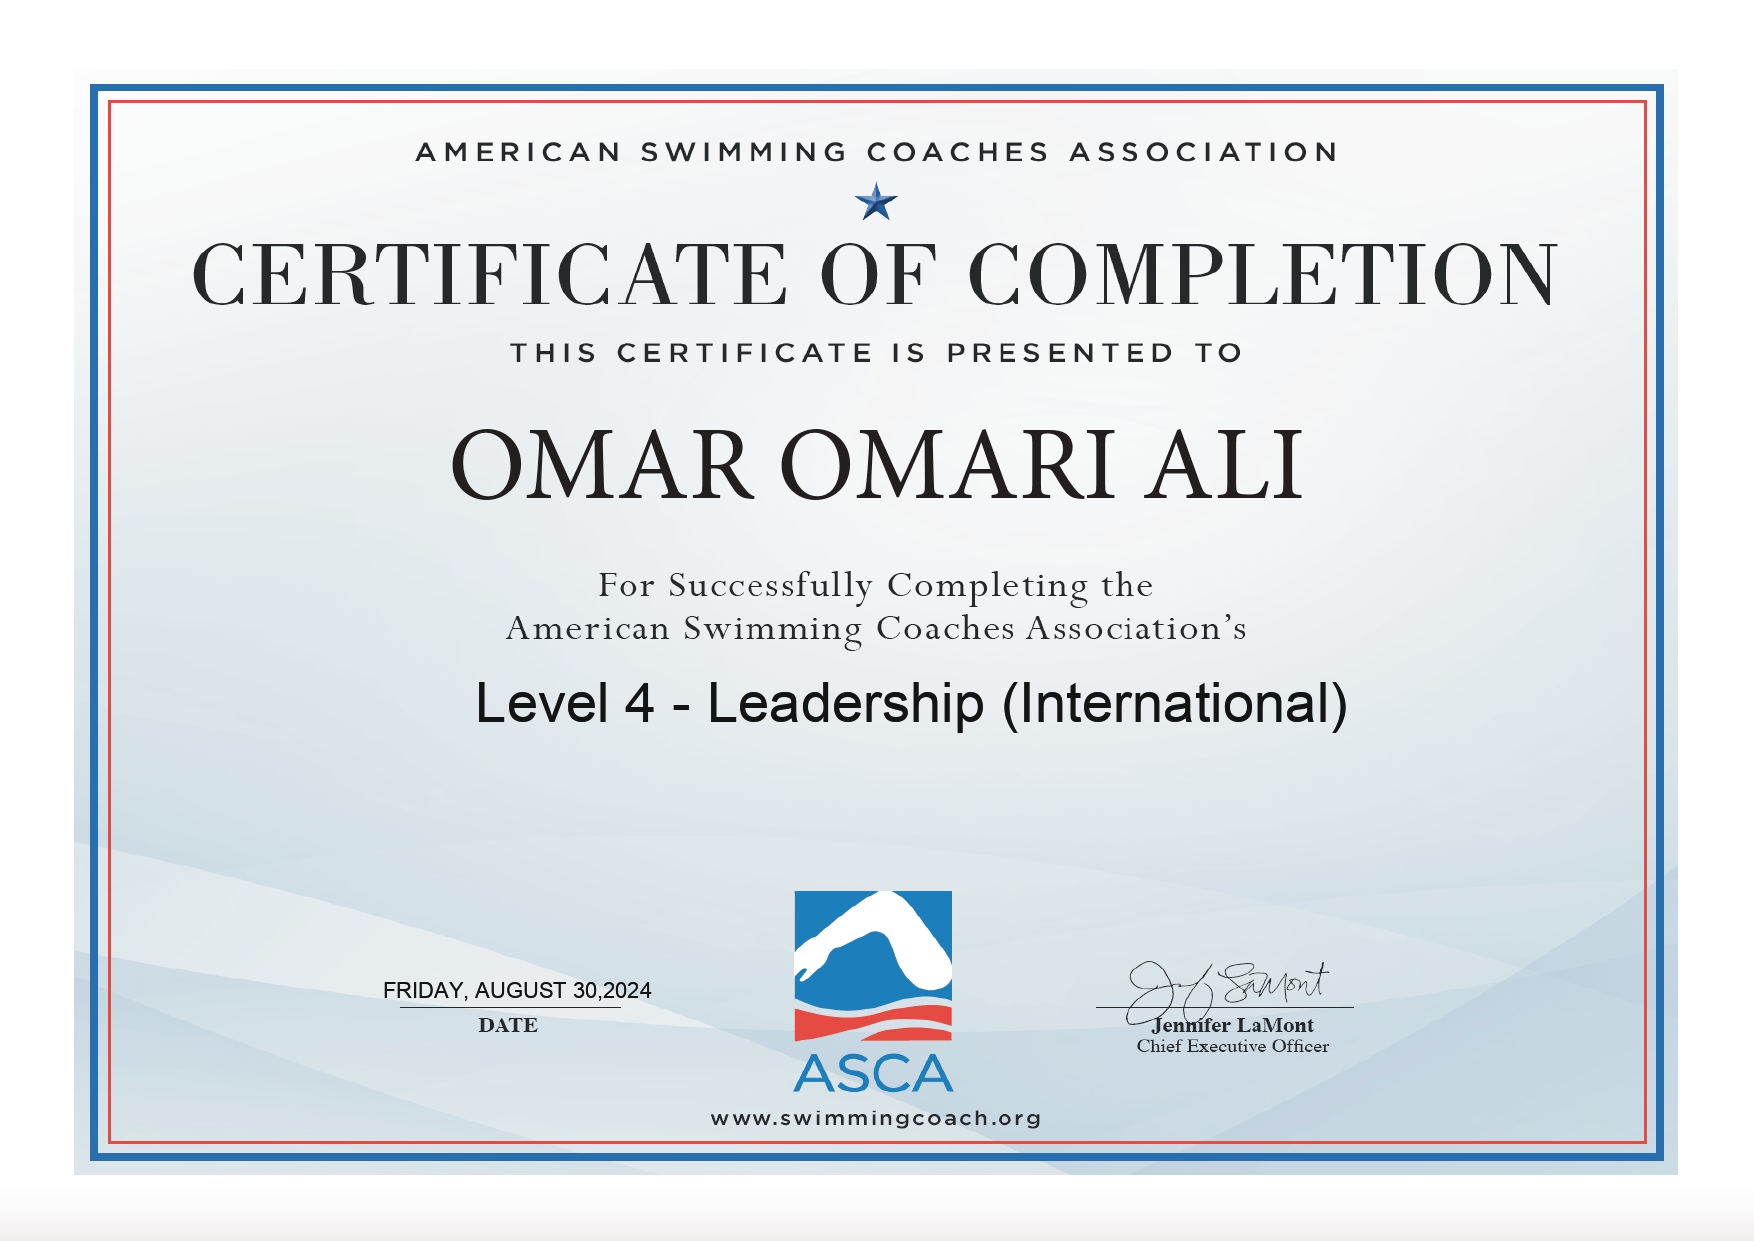 AMERICAN SWIMMING COACHES ASSOCIATION
CERTIFICATE OF COMPLETION
THIS CERTIFICATE IS PRESENTED TO
OMAR OMARI ALI
For Successfully Completing the
American Swimming Coaches Association’s
Level 4 - Leadership (International)
FRIDAY, AUGUST 30,2024
DATE
ASCA
www.swimmingcoach.org
Jennifer LaMont
Jennifer LaMont
Chief Executive Officer